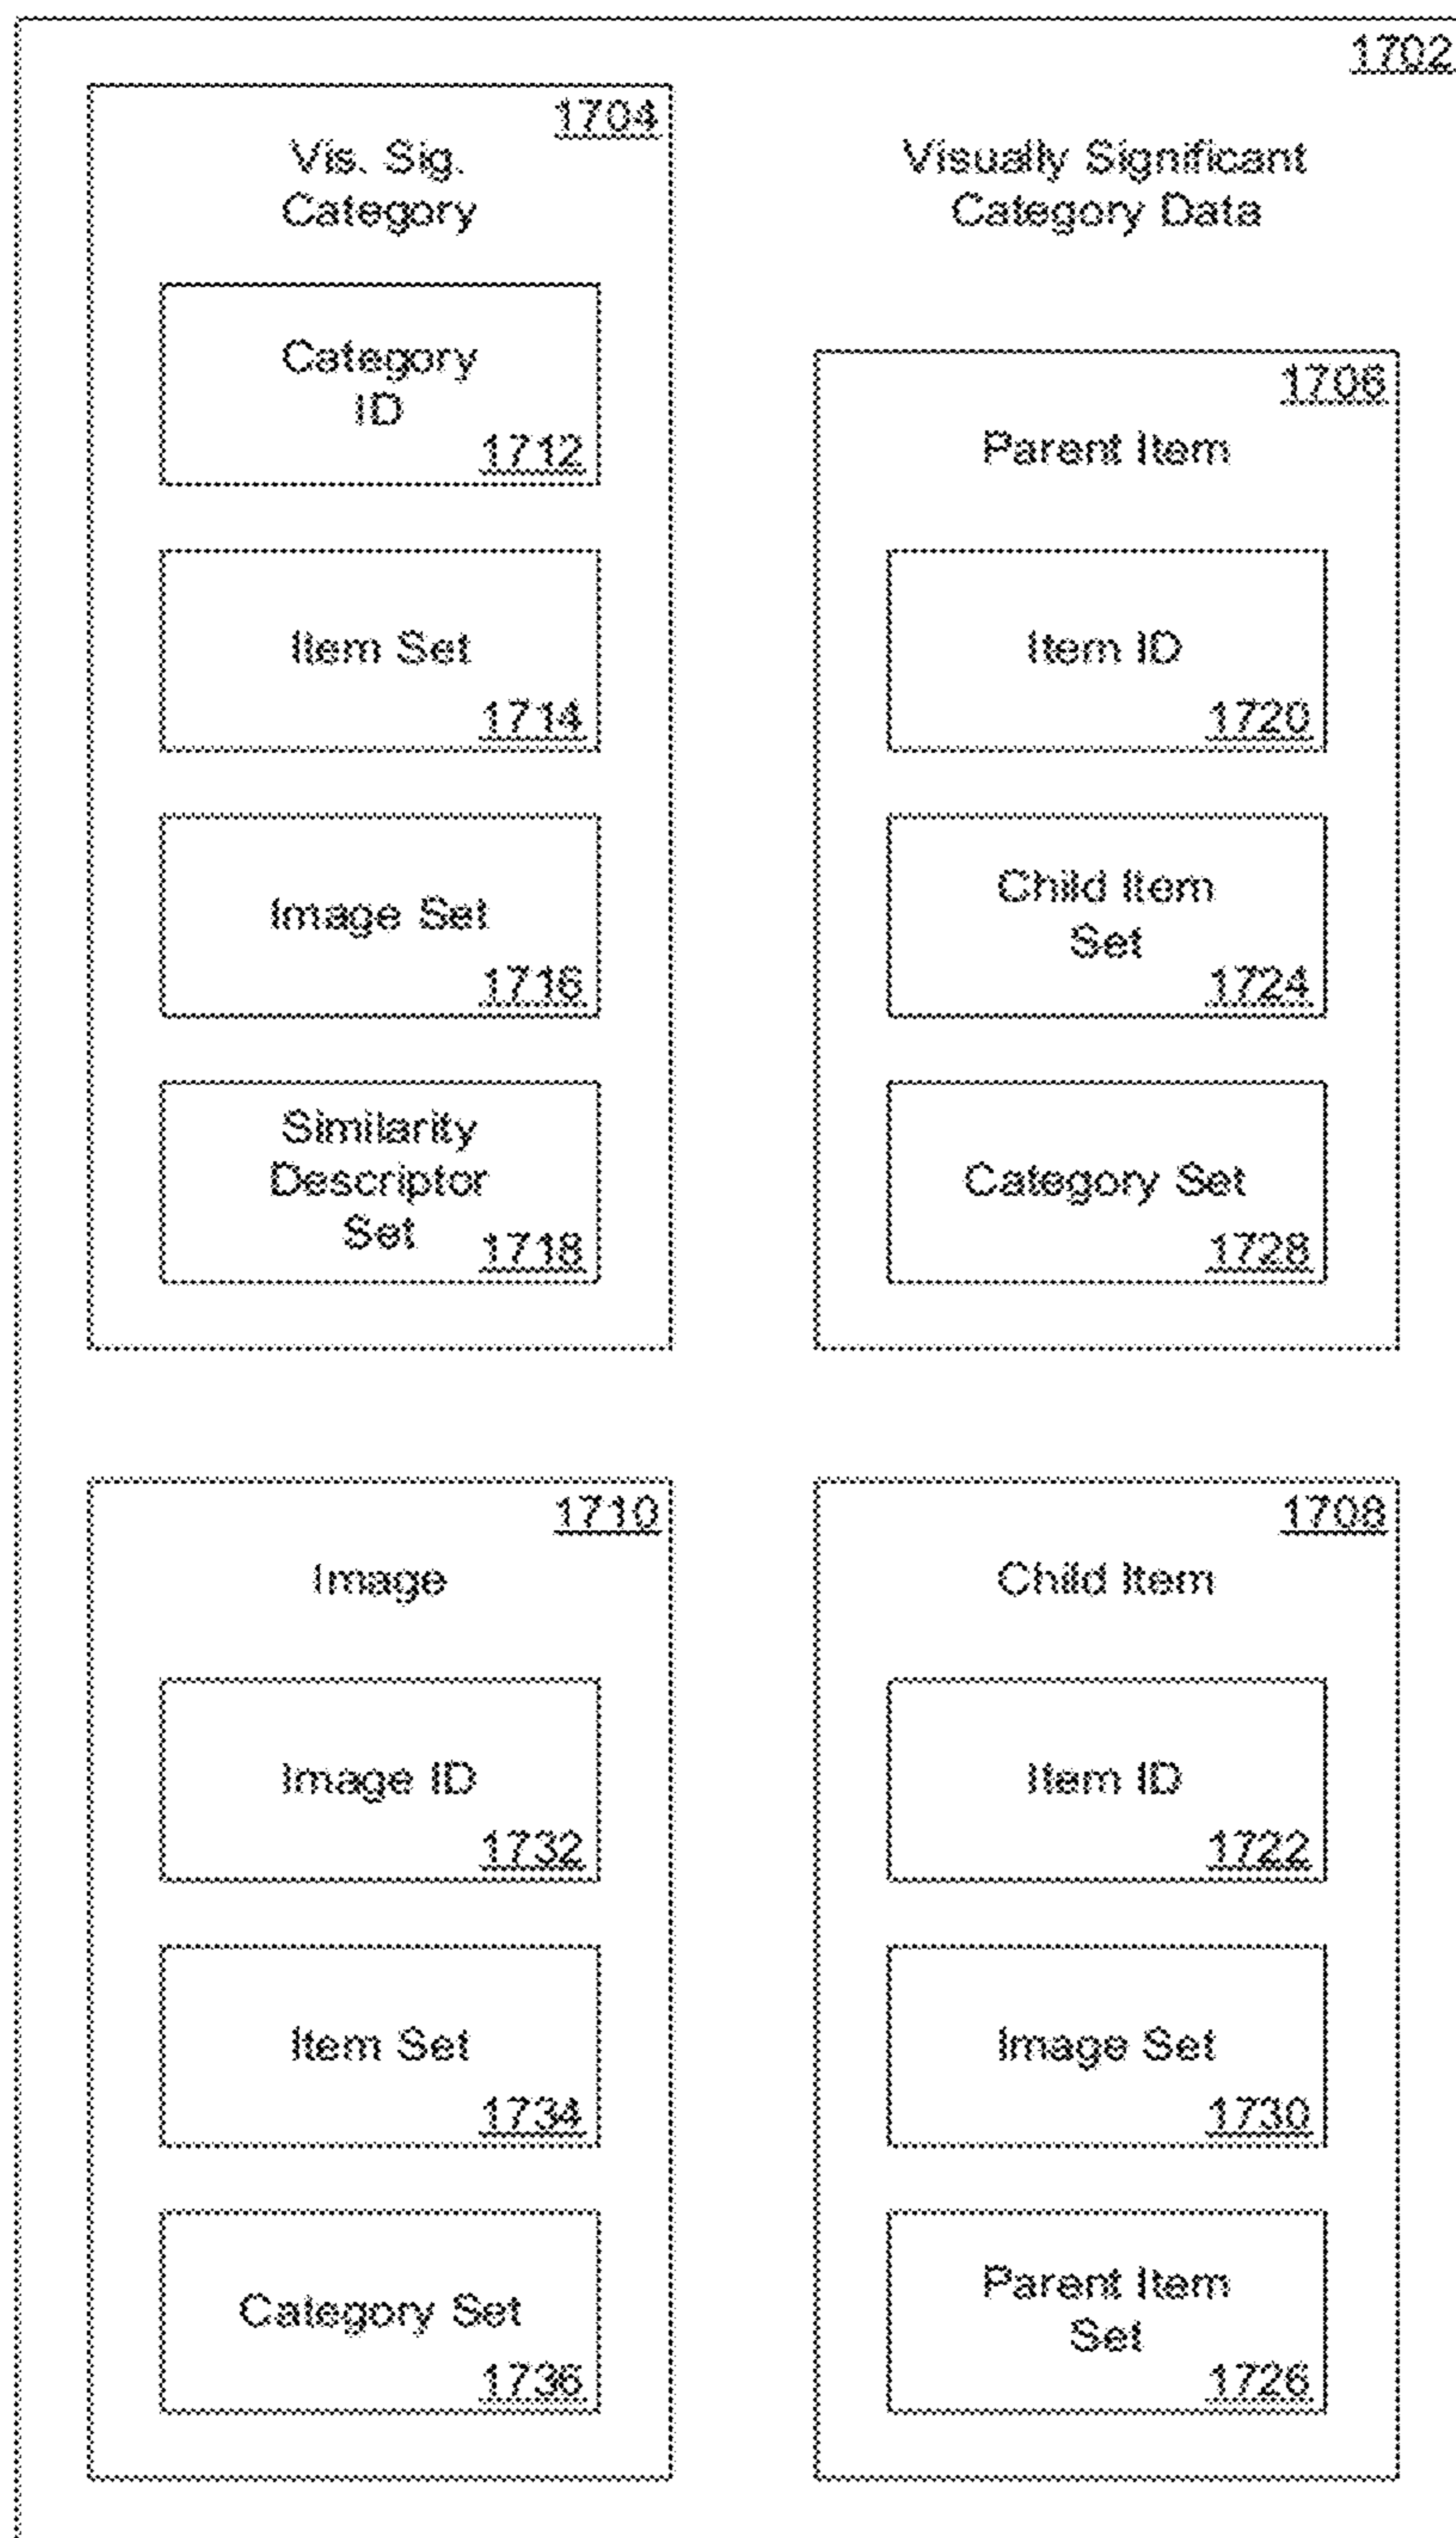 1702
1704
Vis. Sig.
Category
Category
ID
1712
Item Set
1714
Image Set
1716
Similarity
Descriptor
Set
1718
Visually Significant
Category Data
1706
Parent Item
Item ID
1720
Child Item
Set
1724
Category Set
1728
1710
Image
Image ID
1732
Item Set
1734
Category Set
1736
1708
Child Item
Item ID
1722
Image Set
1730
Parent Item
Set
1726